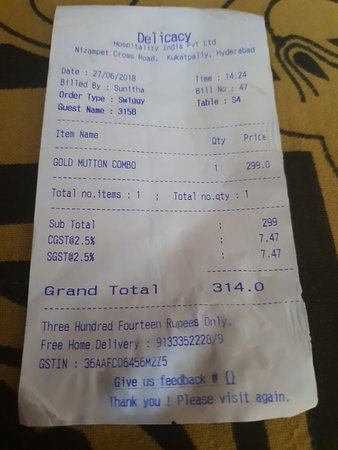 Delicacy
Hospitality India Pvt Ltd
Nizampet Cross Road, Kukatpally, Hyderabad
Date : 27/06/2018 Time : 14:24
Billed By : Sunitha Bill No : 47
Order Type : Swiggy Table : S4
Guest Name : 3158
Item Name Qty Price
GOLD MUTTON COMBO 1 299.0
Total no.items : 1 ; Total no.qty : 1
Sub Total : 299
CGST@2.5% : 7.47
SGST@2.5% : 7.47
Grand Total 314.0
Three Hundred Fourteen Rupees Only.
Free Home Delivery : 9133352228/9
GSTIN : 36AAFCD6456M2Z5
Give us feedback @ {}
Thank you ! Please visit again.